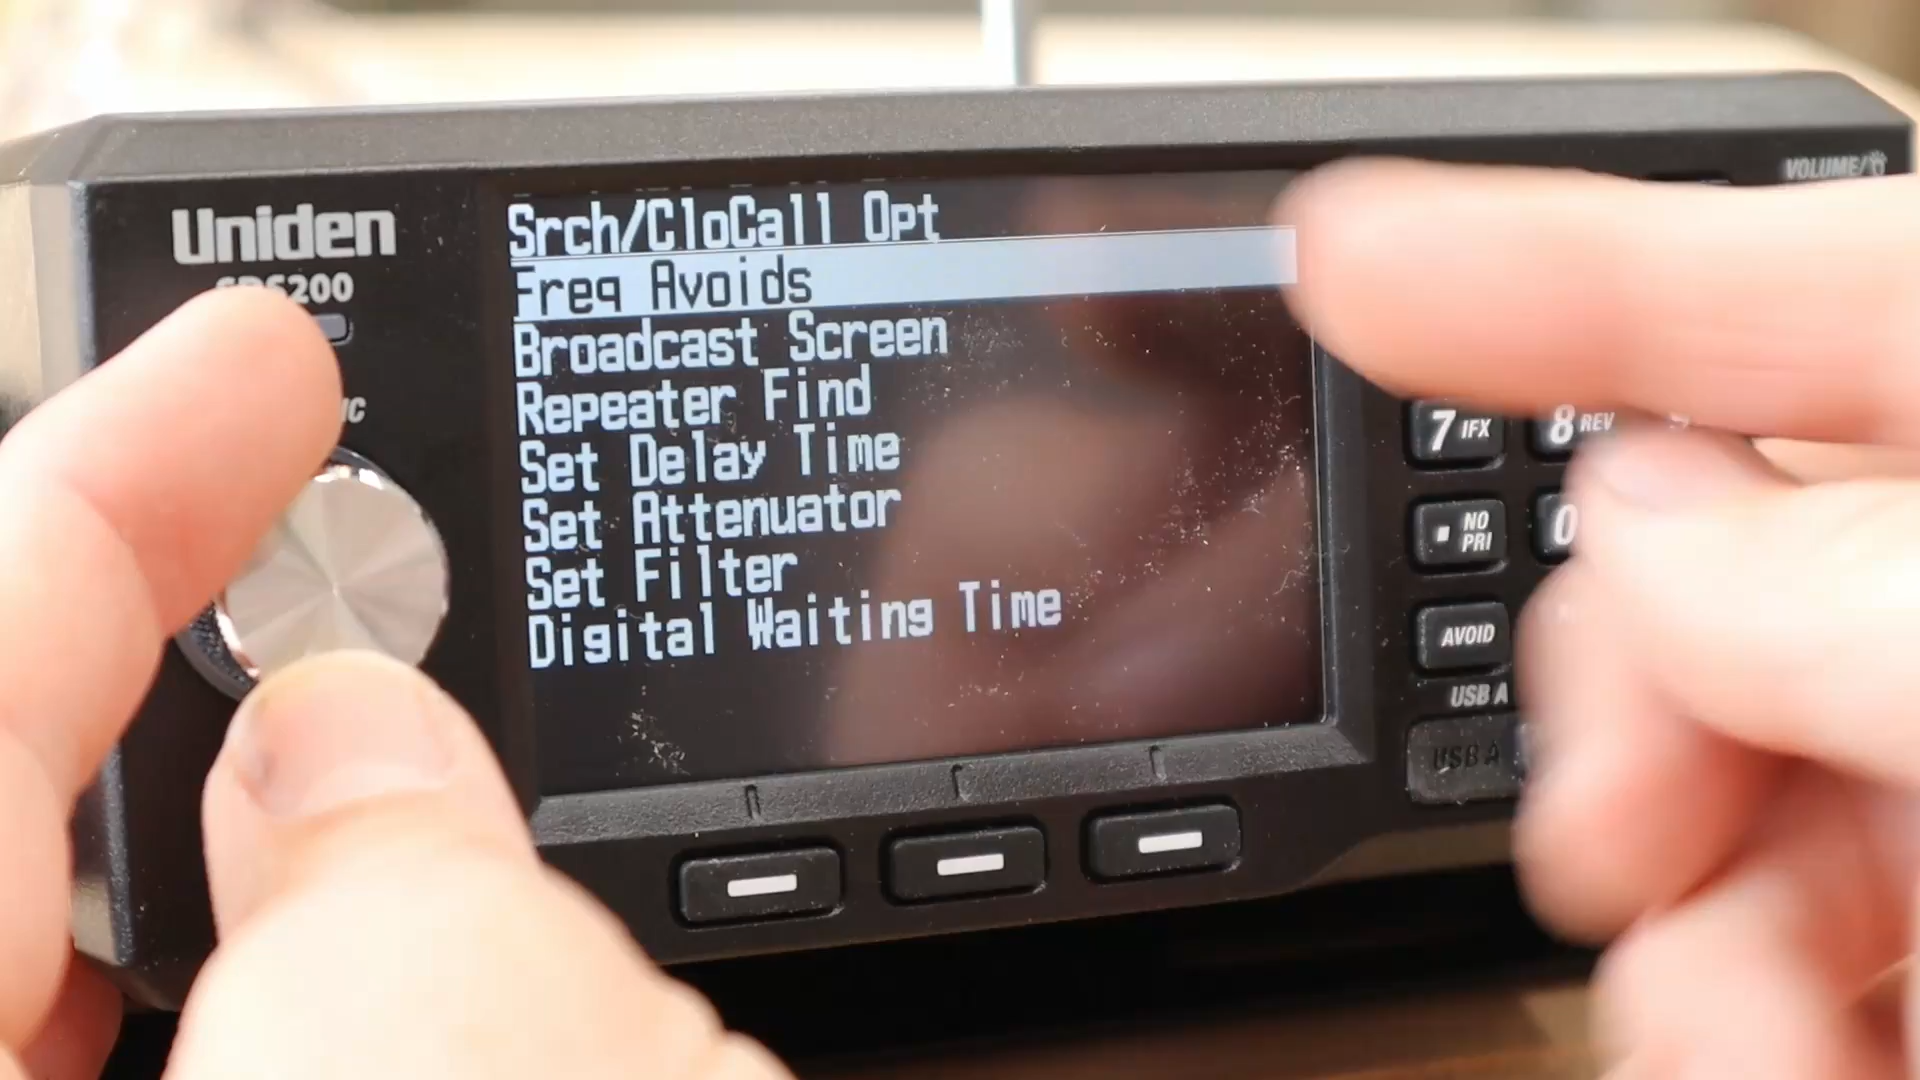 Uniden
SDS200
Srch/CloCall Opt
Freq Avoids
Broadcast Screen
Repeater Find
Set Delay Time
Set Attenuator
Set Filter
Digital Waiting Time
VOLUME/
7 IFX
8 REV
. NO PRI
0
AVOID
USB A
USB A